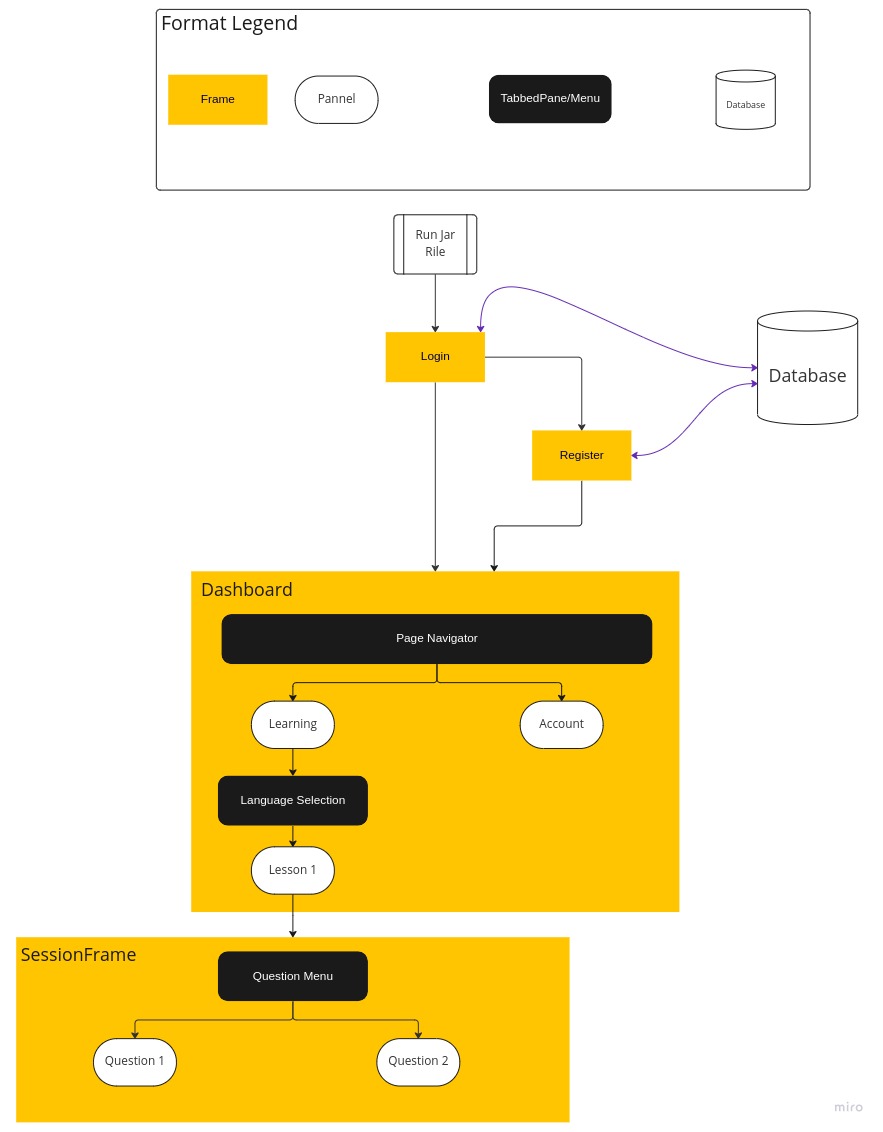 Format Legend
Frame
Pannel
TabbedPane/Menu
Database
Run Jar
Rile
Login
Database
Register
Dashboard
Page Navigator
Learning
Account
Language Selection
Lesson 1
SessionFrame
Question Menu
Question 1
Question 2
miro